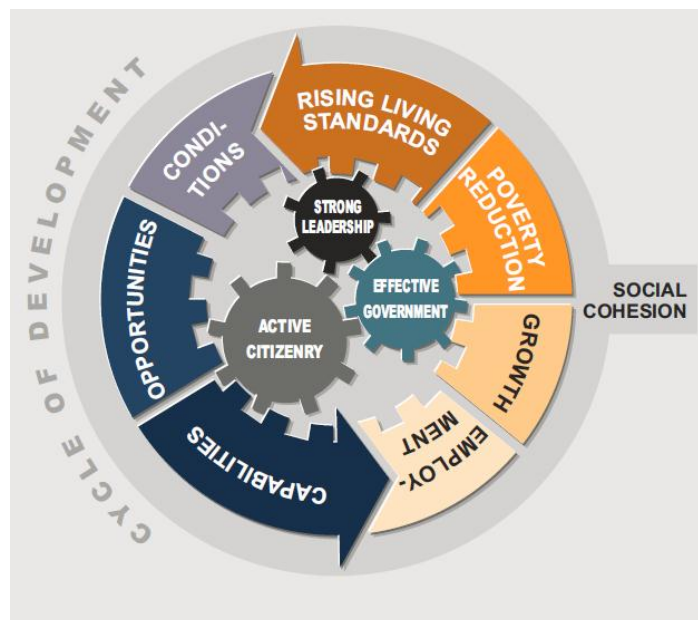 CYCLE OF DEVELOPMENT
RISING LIVING
STANDARDS
POVERTY
REDUCTION
GROWTH
EMPLOY-
MENT
CAPABILITIES
OPPORTUNITIES
CONDI-
TIONS
STRONG
LEADERSHIP
EFFECTIVE
GOVERNMENT
ACTIVE
CITIZENRY
SOCIAL
COHESION